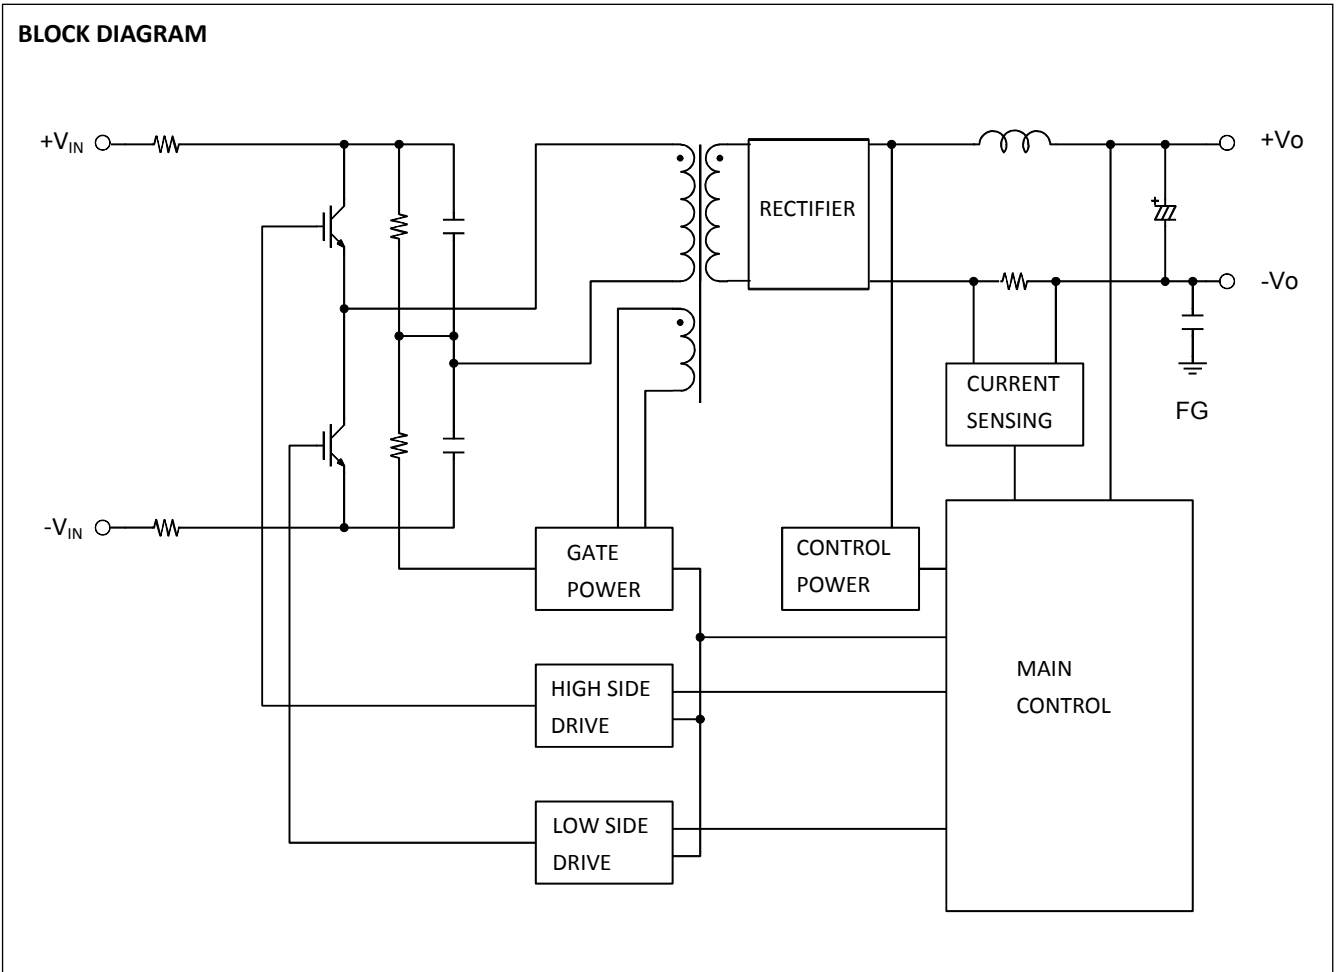 BLOCK DIAGRAM
+VIN
+Vo
RECTIFIER
-Vo
CURRENT
SENSING
FG
-VIN
GATE
POWER
CONTROL
POWER
MAIN
CONTROL
HIGH SIDE
DRIVE
LOW SIDE
DRIVE